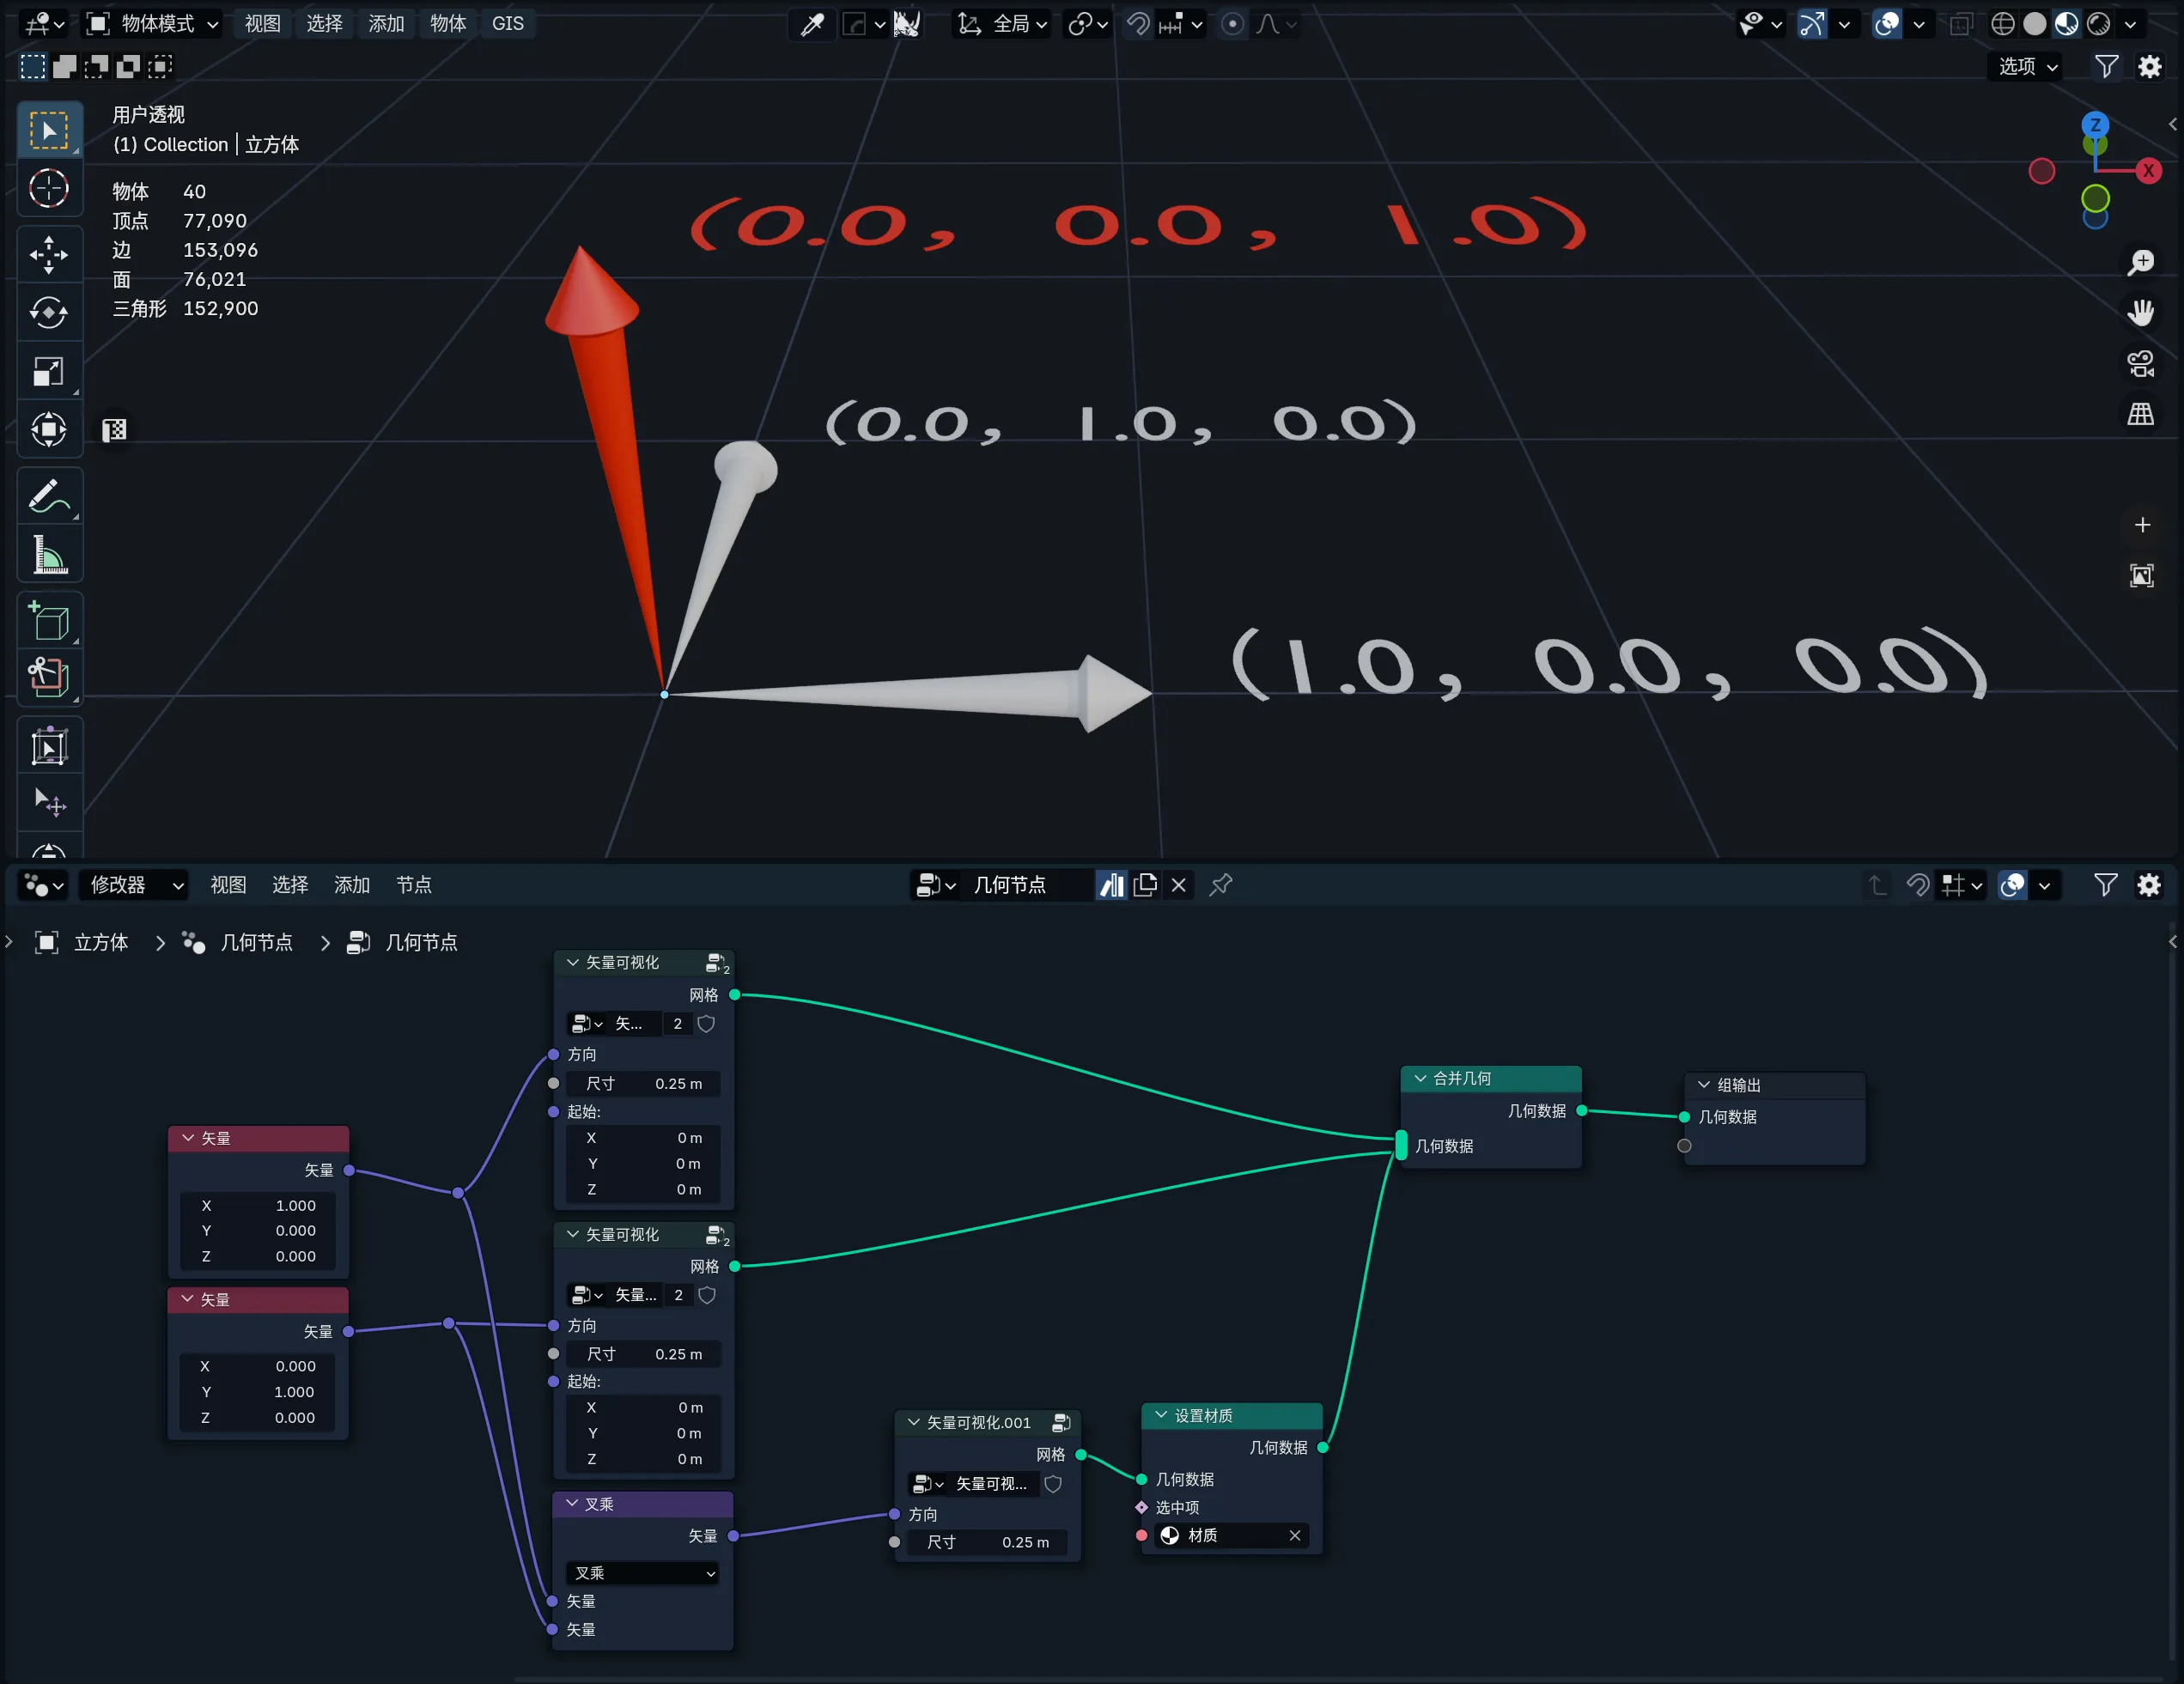 物体模式 视图 选择 添加 物体 GIS 全局
选项
用户透视
(1) Collection | 立方体
物体 40
顶点 77,090
边 153,096
面 76,021
三角形 152,900
Z
X
(0.0, 0.0, 1.0)
(0.0, 1.0, 0.0)
(1.0, 0.0, 0.0)
修改器 视图 选择 添加 节点 几何节点
立方体 > 几何节点 > 几何节点
矢量
矢量
X 1.000
Y 0.000
Z 0.000
矢量
矢量
X 0.000
Y 1.000
Z 0.000
矢量可视化 2
网格
矢... 2
方向
尺寸 0.25 m
起始:
X 0 m
Y 0 m
Z 0 m
矢量可视化 2
网格
矢量... 2
方向
尺寸 0.25 m
起始:
X 0 m
Y 0 m
Z 0 m
叉乘
矢量
叉乘
矢量
矢量
矢量可视化.001
网格
矢量可视...
方向
尺寸 0.25 m
设置材质
几何数据
几何数据
选中项
材质
合并几何
几何数据
几何数据
组输出
几何数据